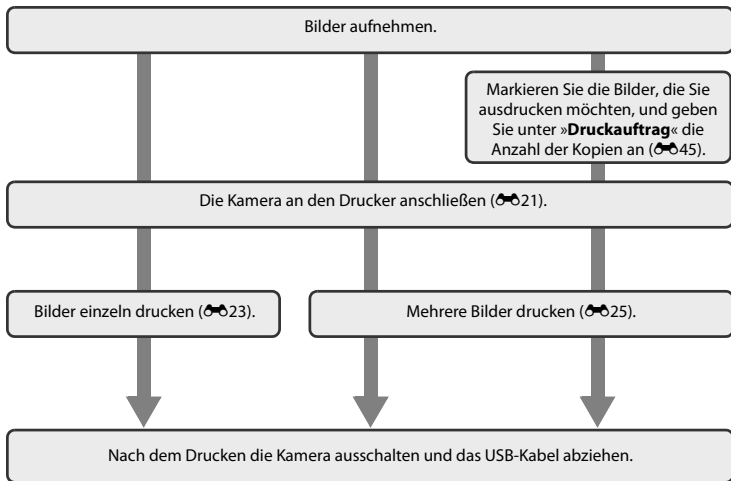 Bilder aufnehmen.
Markieren Sie die Bilder, die Sie
ausdrucken möchten, und geben
Sie unter »Druckauftrag« die
Anzahl der Kopien an (45).
Die Kamera an den Drucker anschließen (21).
Bilder einzeln drucken (23).
Mehrere Bilder drucken (25).
Nach dem Drucken die Kamera ausschalten und das USB-Kabel abziehen.